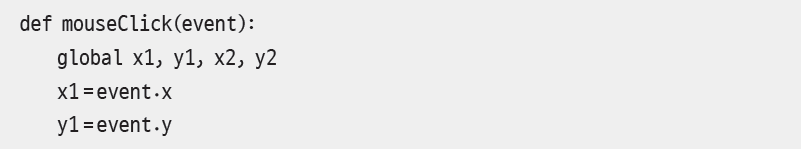 def mouseClick(event):
    global x1, y1, x2, y2
    x1=event.x
    y1=event.y